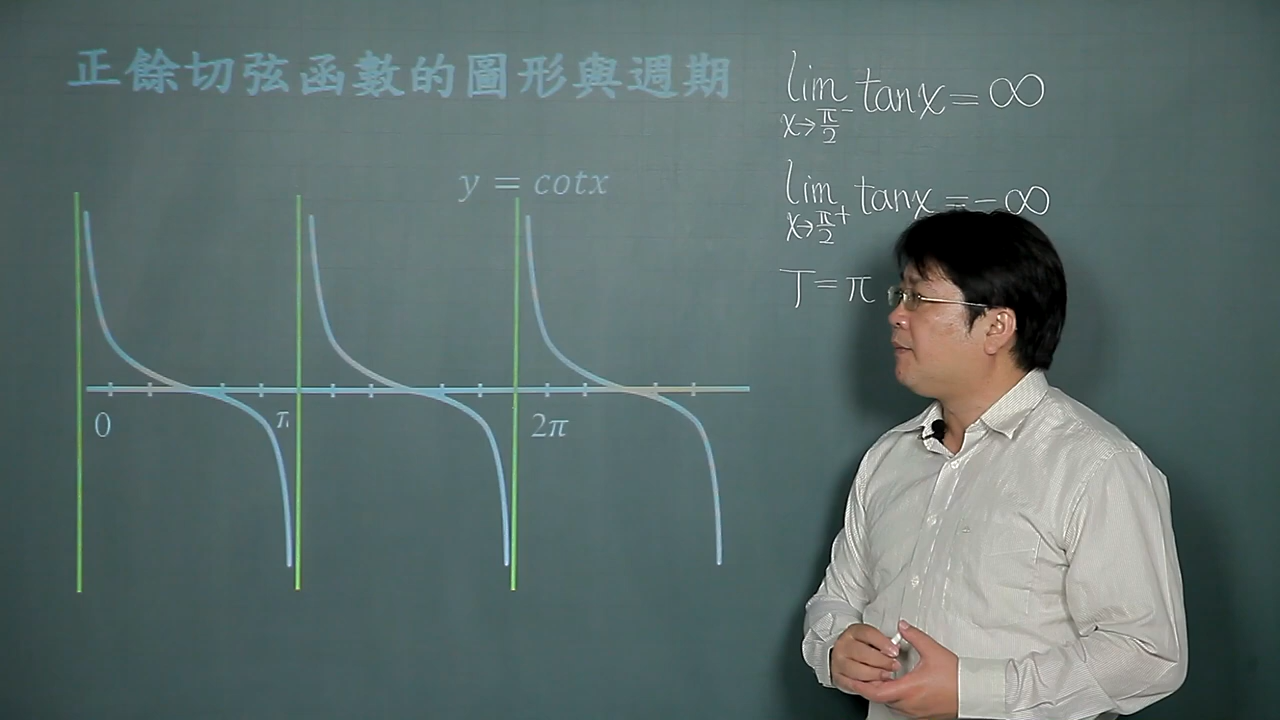 正餘切弦函數的圖形與週期
lim x→π/2⁻ tanx = ∞
y = cotx
lim x→π/2⁺ tanx = -∞
T = π
0
π
2π